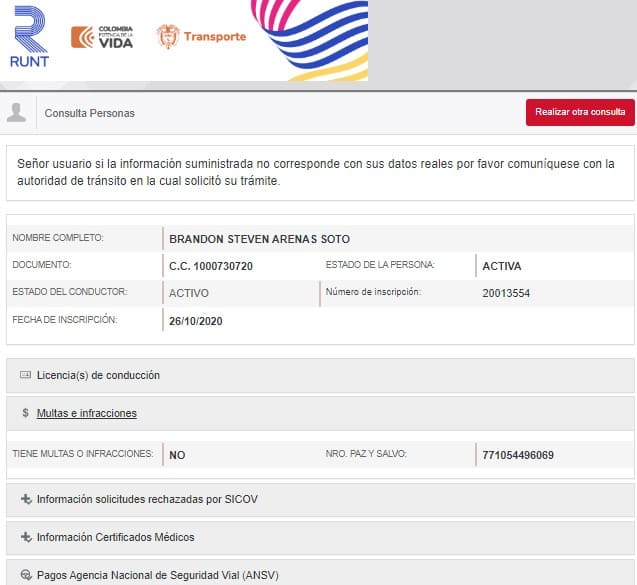 RUNT
COLOMBIA
POTENCIA DE LA
VIDA
Transporte
Consulta Personas
Realizar otra consulta
Señor usuario si la información suministrada no corresponde con sus datos reales por favor comuníquese con la
autoridad de tránsito en la cual solicitó su trámite.
NOMBRE COMPLETO: BRANDON STEVEN ARENAS SOTO
DOCUMENTO: C.C. 1000730720 ESTADO DE LA PERSONA: ACTIVA
ESTADO DEL CONDUCTOR: ACTIVO Número de inscripción: 20013554
FECHA DE INSCRIPCIÓN: 26/10/2020
Licencia(s) de conducción
$ Multas e infracciones
TIENE MULTAS O INFRACCIONES: NO NRO. PAZ Y SALVO: 771054496069
Información solicitudes rechazadas por SICOV
Información Certificados Médicos
Pagos Agencia Nacional de Seguridad Vial (ANSV)